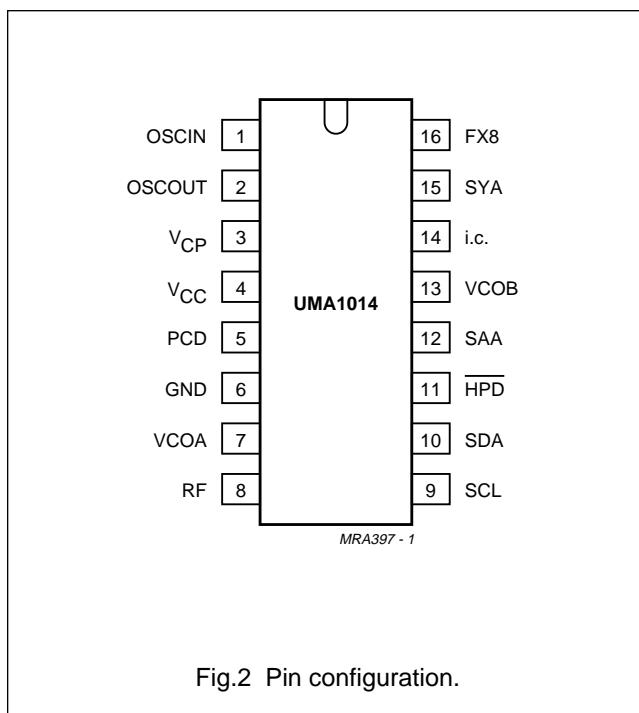 OSCIN 1 16 FX8
OSCOUT 2 15 SYA
VCP 3 14 i.c.
VCC 4 13 VCOB
UMA1014
PCD 5 12 SAA
GND 6 11 HPD
VCOA 7 10 SDA
RF 8 9 SCL
MRA397 - 1
Fig.2 Pin configuration.